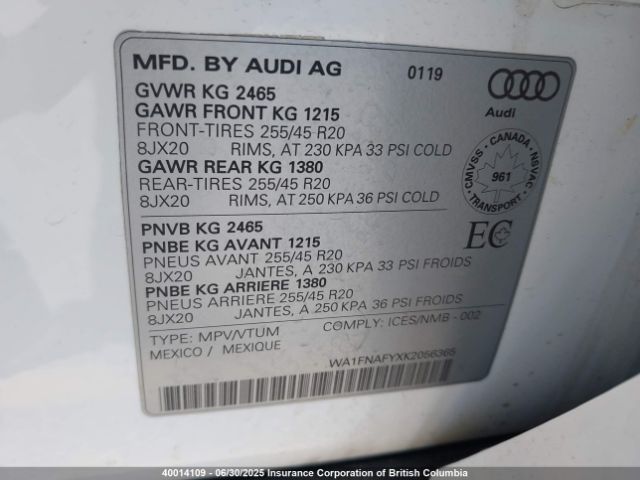 MFD. BY AUDI AG 0119
Audi
GVWR KG 2465
GAWR FRONT KG 1215
FRONT-TIRES 255/45 R20
8JX20 RIMS, AT 230 KPA 33 PSI COLD
GAWR REAR KG 1380
REAR-TIRES 255/45 R20
8JX20 RIMS, AT 250 KPA 36 PSI COLD
CMVSS - CANADA - NSVAC
961
TRANSPORT
PNVB KG 2465
PNBE KG AVANT 1215
PNEUS AVANT 255/45 R20
8JX20 JANTES, A 230 KPA 33 PSI FROIDS
PNBE KG ARRIERE 1380
PNEUS ARRIERE 255/45 R20
8JX20 JANTES, A 250 KPA 36 PSI FROIDS
EC
TYPE: MPV/VTUM COMPLY: ICES/NMB - 002
MEXICO / MEXIQUE WA1FNAFYXK2056365
40014109 - 06/30/2025 Insurance Corporation of British Columbia